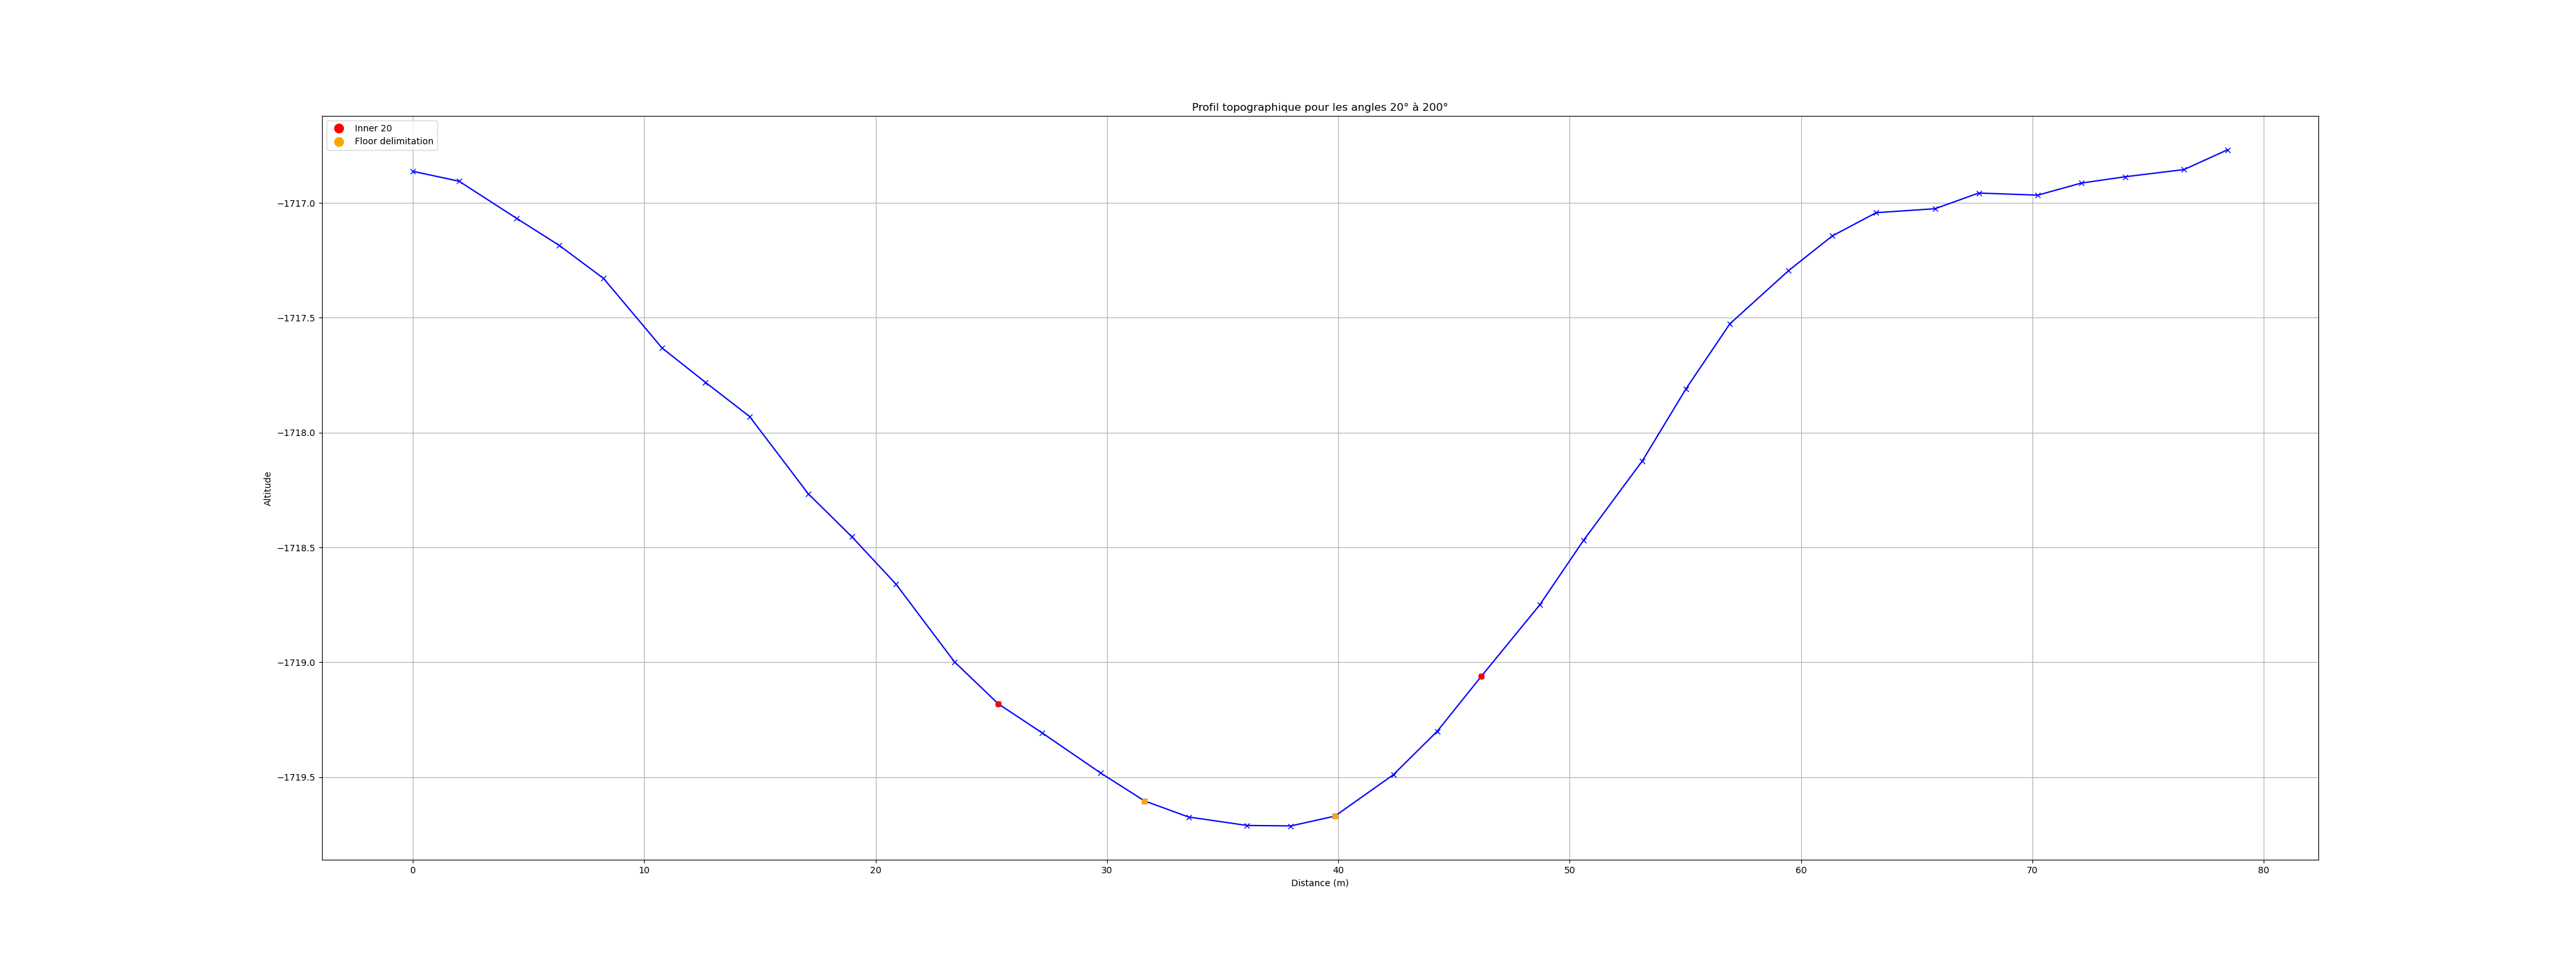 Profil topographique pour les angles 20° à 200°
Inner 20
Floor delimitation
−1717.0
−1717.5
−1718.0
−1718.5
−1719.0
−1719.5
Altitude
0 10 20 30 40 50 60 70 80
Distance (m)